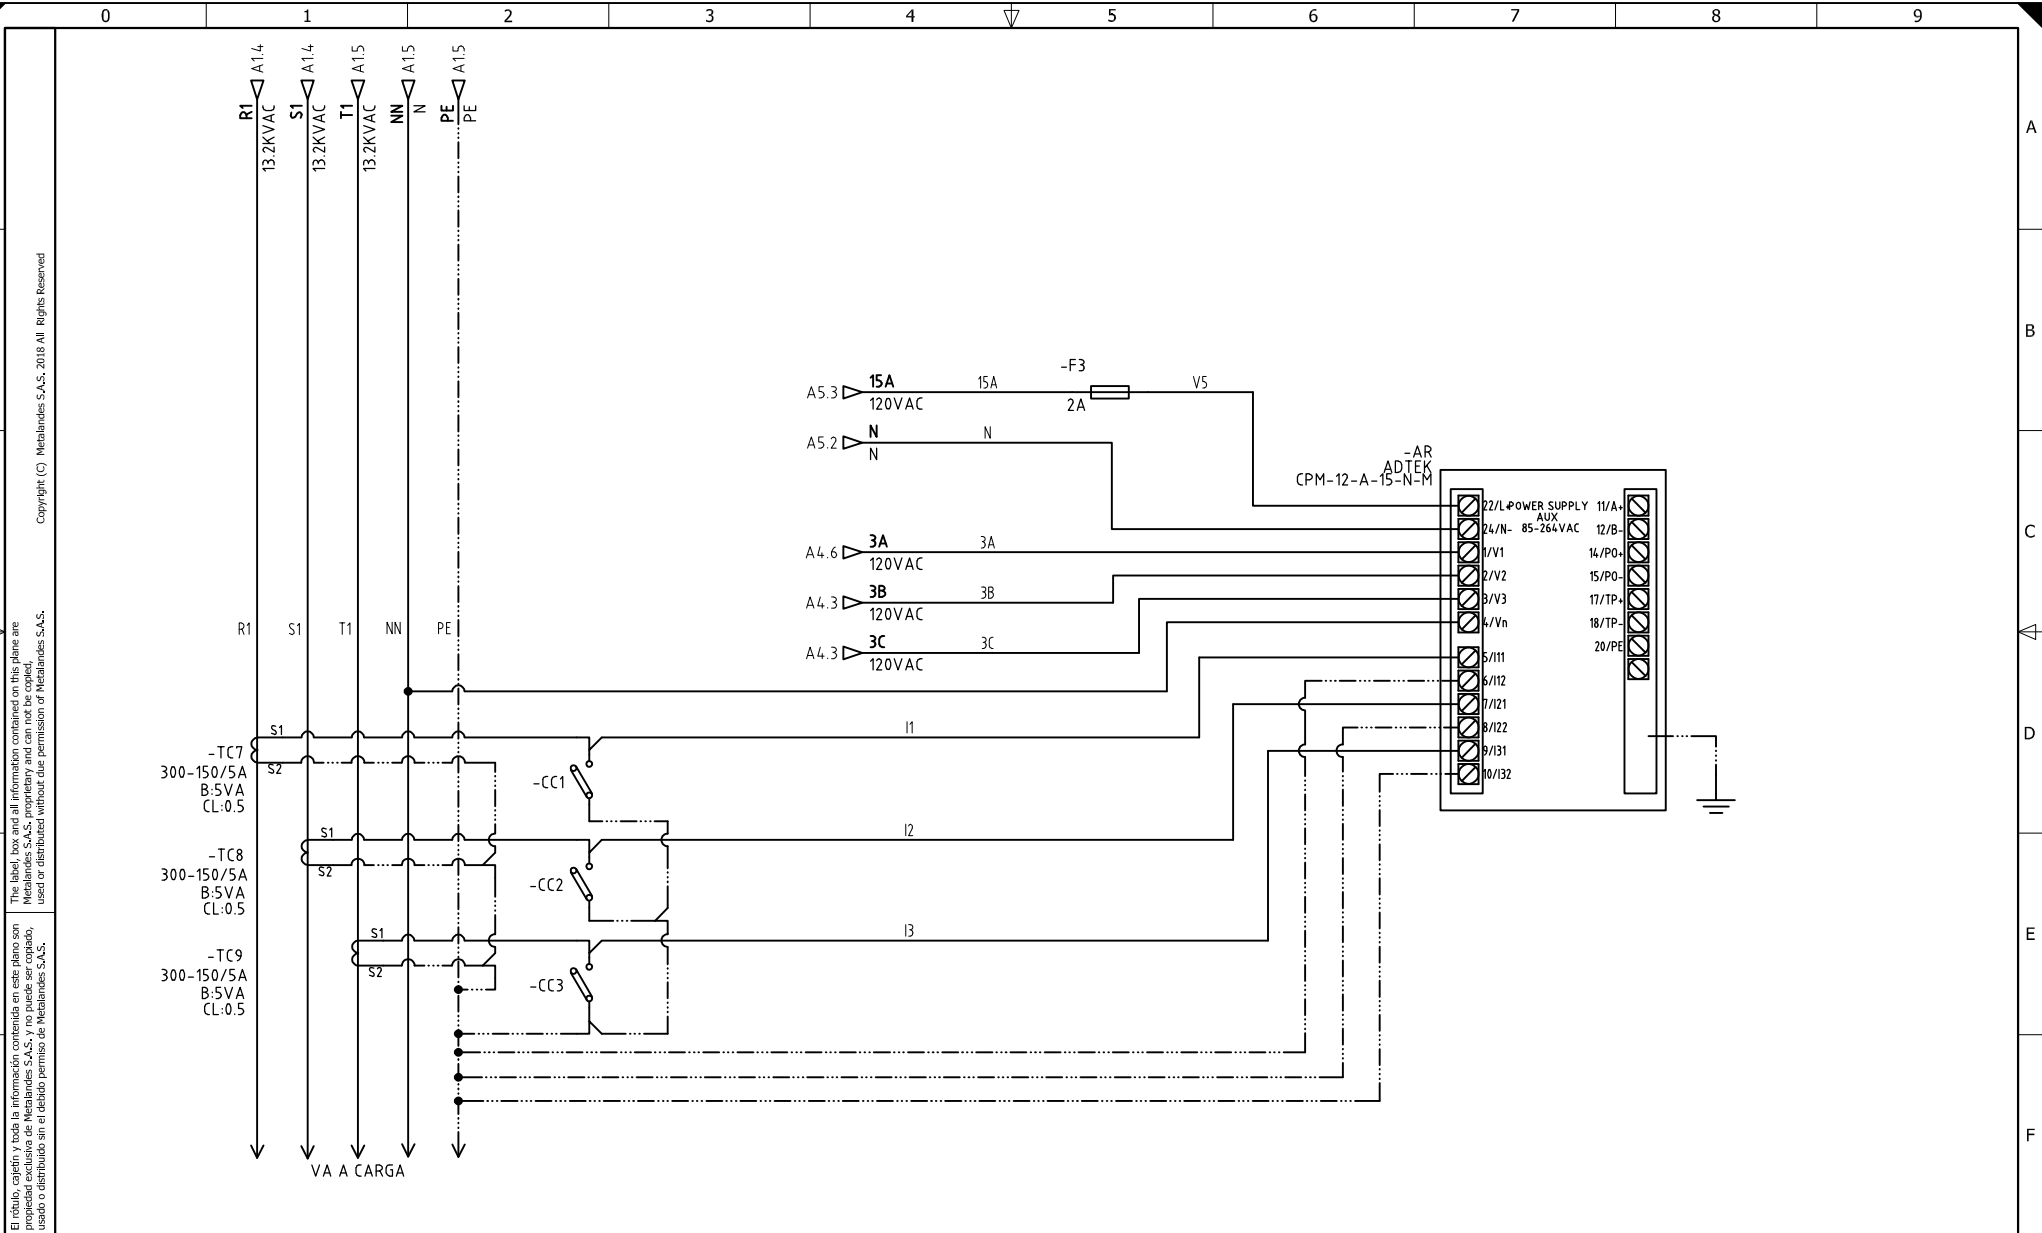 0 1 2 3 4 5 6 7 8 9
A
B
C
D
E
F
Copyright (C) Metalandes S.A.S. 2018 All Rights Reserved
The label, box and all information contained on this plane are
Metalandes S.A.S. proprietary and can not be copied,
used or distributed without due permission of Metalandes S.A.S.
El rótulo, cajetín y toda la información contenida en este plano son
propiedad exclusiva de Metalandes S.A.S. y no puede ser copiado,
usado o distribuido sin el debido permiso de Metalandes S.A.S.
A1.4
R1
13.2KVAC
A1.4
S1
13.2KVAC
A1.5
T1
13.2KVAC
A1.5
NN
N
A1.5
PE
PE
R1 S1 T1 NN PE
A5.3
15A
120VAC
15A
-F3
2A
V5
A5.2
N
N
N
A4.6
3A
120VAC
3A
A4.3
3B
120VAC
3B
A4.3
3C
120VAC
3C
-AR
ADTEK
CPM-12-A-15-N-M
22/L+
24/N-
1/V1
2/V2
3/V3
4/Vn
5/I11
6/I12
7/I21
8/I22
9/I31
10/I32
POWER SUPPLY
AUX
85-264VAC
11/A+
12/B-
14/PO+
15/PO-
17/TP+
18/TP-
20/PE
S1
S2
-TC7
300-150/5A
B:5VA
CL:0.5
-CC1
I1
S1
S2
-TC8
300-150/5A
B:5VA
CL:0.5
-CC2
I2
S1
S2
-TC9
300-150/5A
B:5VA
CL:0.5
-CC3
I3
VA A CARGA